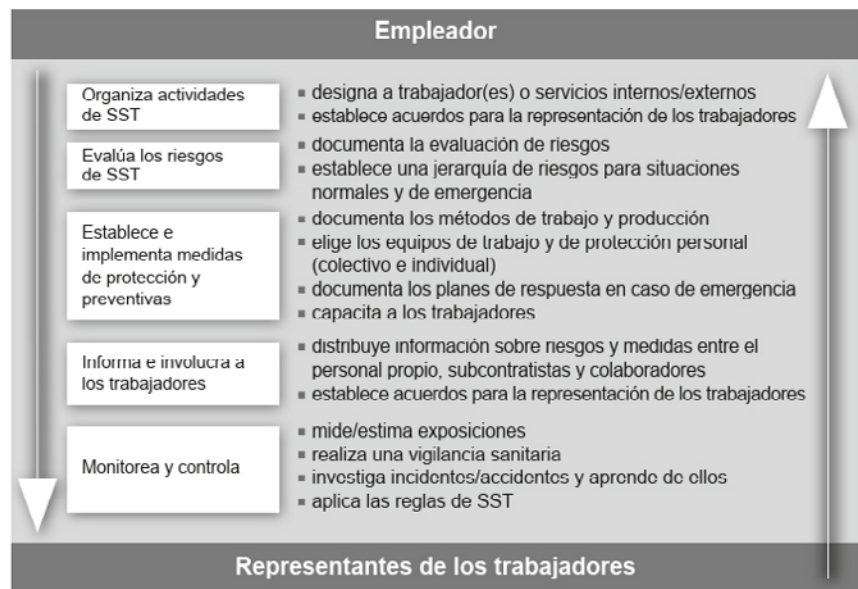 Empleador
Organiza actividades
de SST
▪ designa a trabajador(es) o servicios internos/externos
▪ establece acuerdos para la representación de los trabajadores
Evalúa los riesgos
de SST
▪ documenta la evaluación de riesgos
▪ establece una jerarquía de riesgos para situaciones
normales y de emergencia
Establece e
implementa medidas
de protección y
preventivas
▪ documenta los métodos de trabajo y producción
▪ elige los equipos de trabajo y de protección personal
(colectivo e individual)
▪ documenta los planes de respuesta en caso de emergencia
▪ capacita a los trabajadores
Informa e involucra a
los trabajadores
▪ distribuye información sobre riesgos y medidas entre el
personal propio, subcontratistas y colaboradores
▪ establece acuerdos para la representación de los trabajadores
Monitorea y controla
▪ mide/estima exposiciones
▪ realiza una vigilancia sanitaria
▪ investiga incidentes/accidentes y aprende de ellos
▪ aplica las reglas de SST
Representantes de los trabajadores